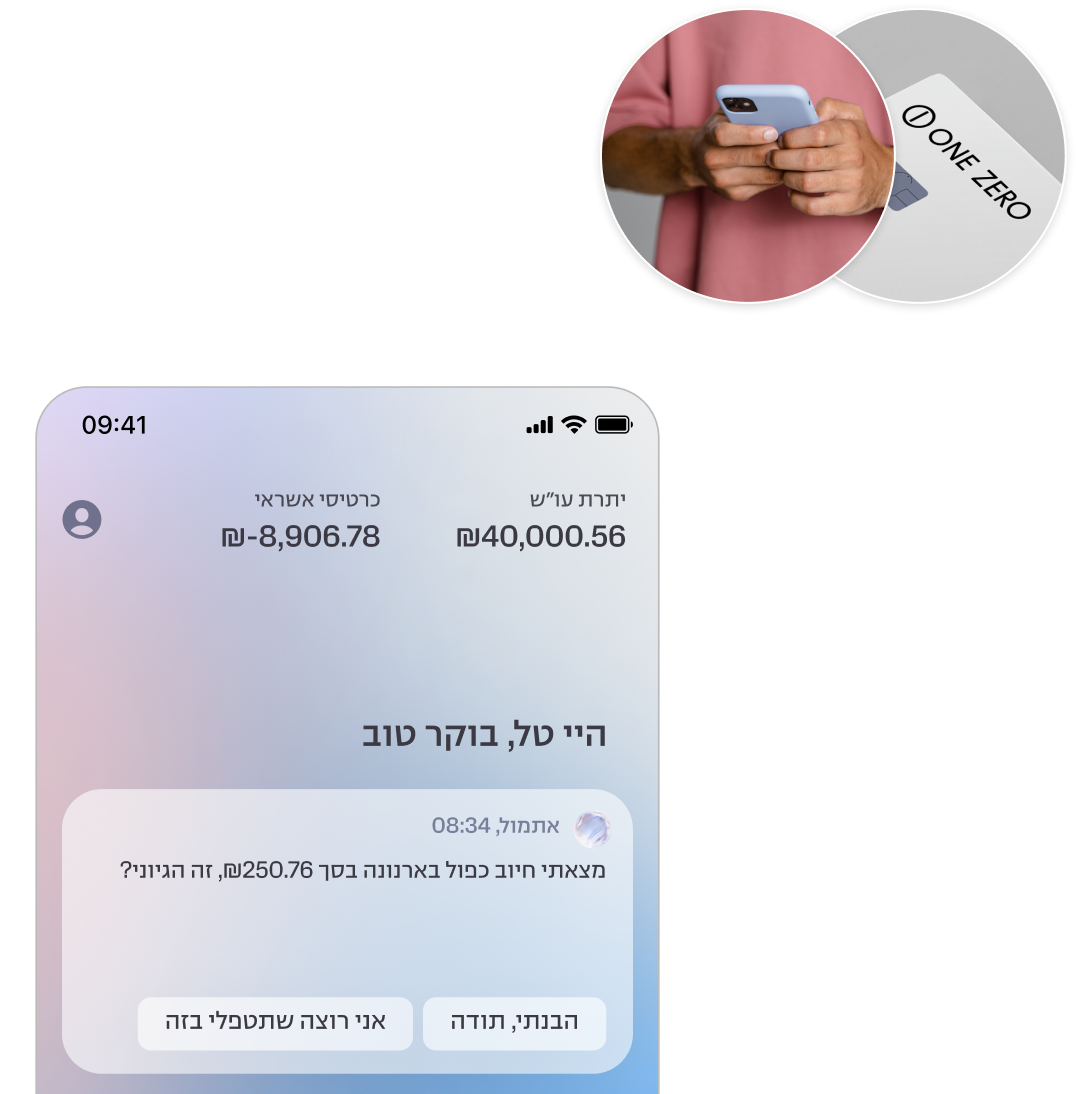 ONE ZERO
09:41
יתרת עו״ש
₪40,000.56
כרטיסי אשראי
₪-8,906.78
היי טל, בוקר טוב
אתמול, 08:34
מצאתי חיוב כפול בארנונה בסך ₪250.76, זה הגיוני?
הבנתי, תודה
אני רוצה שתטפלי בזה